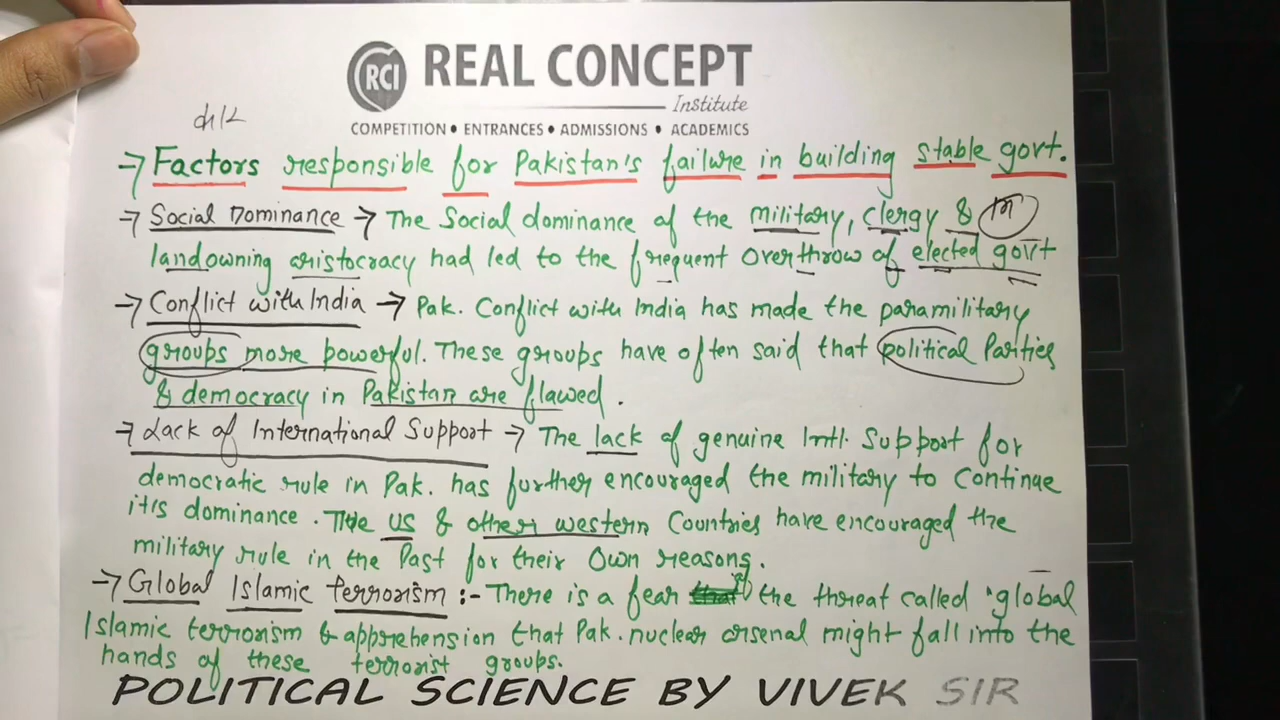 RCI REAL CONCEPT
Institute
COMPETITION • ENTRANCES • ADMISSIONS • ACADEMICS
→ Factors responsible for Pakistan's failure in building stable govt.
→ Social Dominance → The Social dominance of the military, clergy &
landowning aristocracy had led to the frequent overthrow of elected govt
→ Conflict with India → Pak. Conflict with India has made the paramilitary
groups more powerful. These groups have often said that political Parties
& democracy in Pakistan are flawed.
→ Lack of International Support → The lack of genuine Intl. Support for
democratic rule in Pak. has further encouraged the military to Continue
its dominance. The US & other western Countries have encouraged the
military rule in the Past for their Own reasons.
→ Global Islamic terrorism :- There is a fear of the threat called 'global
Islamic terrorism & apprehension that Pak. nuclear arsenal might fall into the
hands of these terrorist groups.
POLITICAL SCIENCE BY VIVEK SIR